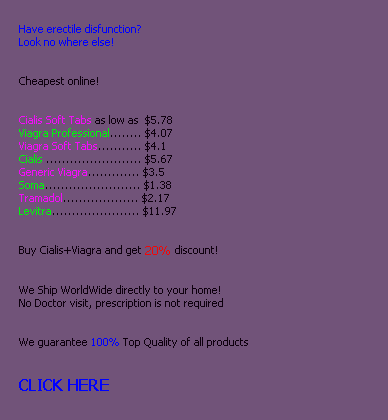 Have erectile disfunction?
Look no where else!
Cheapest online!
Cialis Soft Tabs as low as $5.78
Viagra Professional........ $4.07
Viagra Soft Tabs........... $4.1
Cialis ........................ $5.67
Generic Viagra............. $3.5
Soma........................ $1.38
Tramadol................... $2.17
Levitra...................... $11.97
Buy Cialis+Viagra and get 20% discount!
We Ship WorldWide directly to your home!
No Doctor visit, prescription is not required
We guarantee 100% Top Quality of all products
CLICK HERE